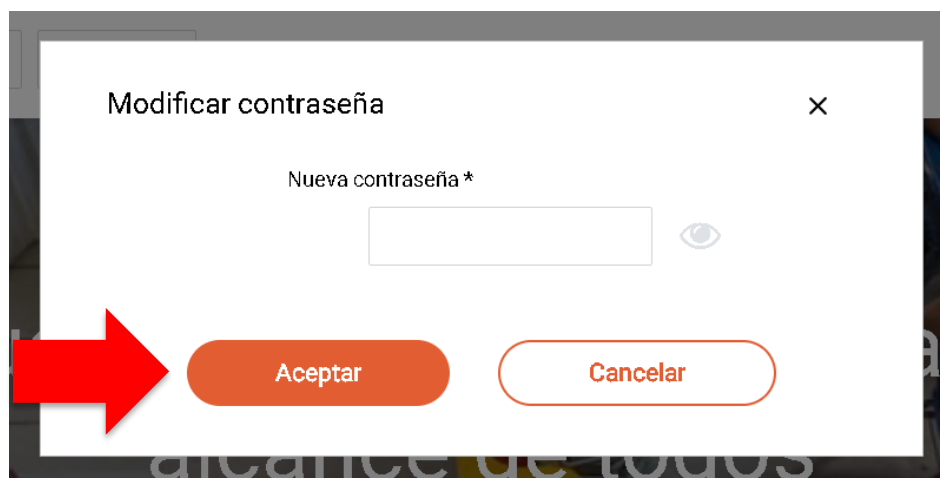 Modificar contraseña
Nueva contraseña *
Aceptar
Cancelar
alcance de todos